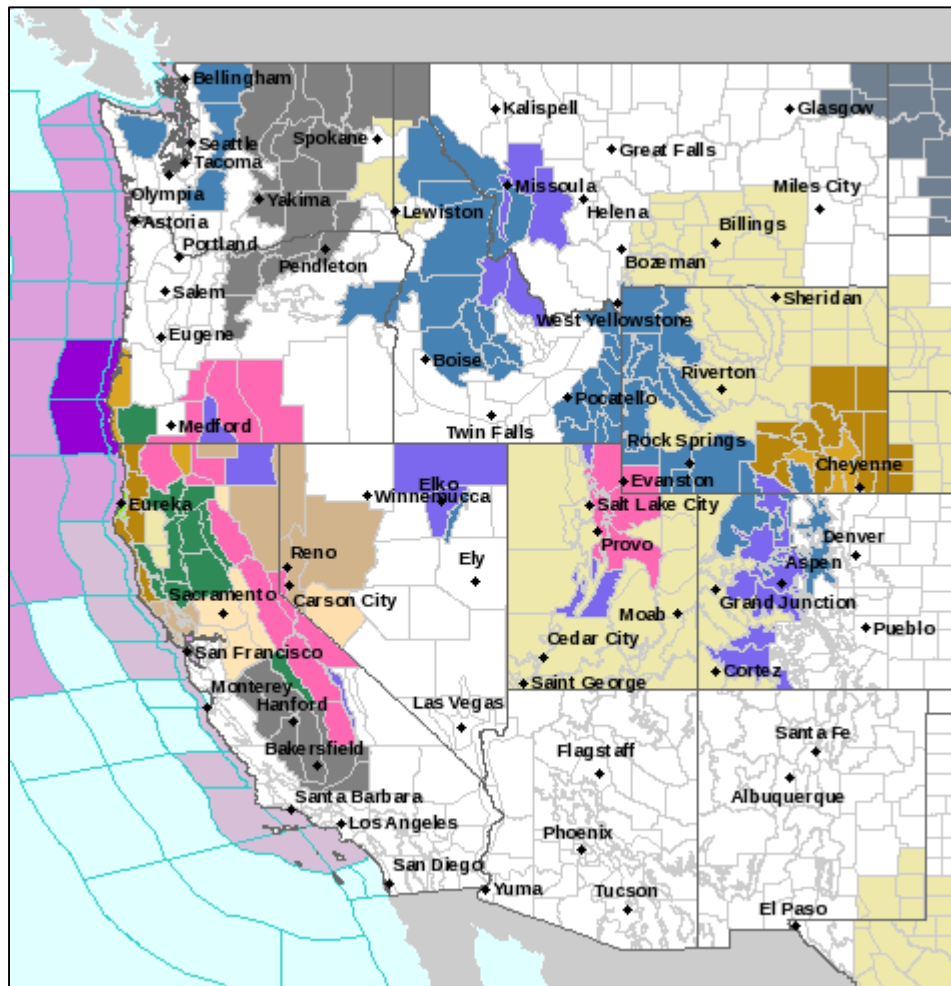 Bellingham
Kalispell
Glasgow
Spokane
Seattle
Great Falls
Tacoma
Olympia
Missoula
Miles City
Yakima
Helena
Lewiston
Astoria
Billings
Portland
Pendleton
Bozeman
Salem
Sheridan
West Yellowstone
Eugene
Boise
Riverton
Pocatello
Medford
Twin Falls
Rock Springs
Cheyenne
Elko
Evanston
Winnemucca
Eureka
Salt Lake City
Provo
Denver
Reno
Ely
Aspen
Carson City
Sacramento
Grand Junction
Moab
Pueblo
San Francisco
Cedar City
Cortez
Saint George
Monterey
Hanford
Las Vegas
Santa Fe
Bakersfield
Flagstaff
Albuquerque
Santa Barbara
Los Angeles
Phoenix
San Diego
Yuma
Tucson
El Paso